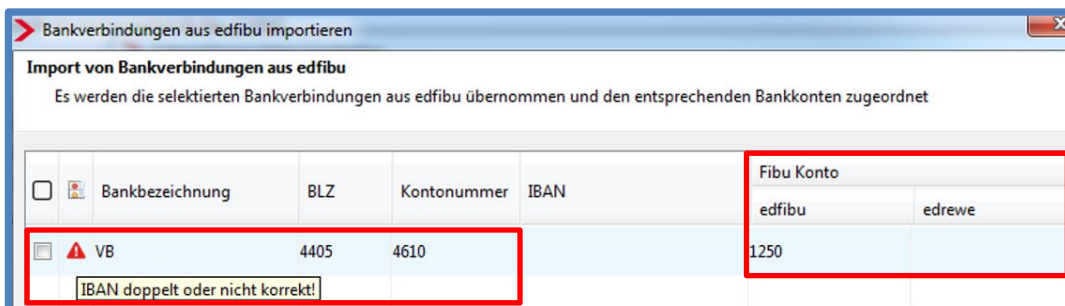 Bankverbindungen aus edfibu importieren
Import von Bankverbindungen aus edfibu
Es werden die selektierten Bankverbindungen aus edfibu übernommen und den entsprechenden Bankkonten zugeordnet
Bankbezeichnung BLZ Kontonummer IBAN Fibu Konto
edfibu edrewe
VB 4405 4610 1250
IBAN doppelt oder nicht korrekt!